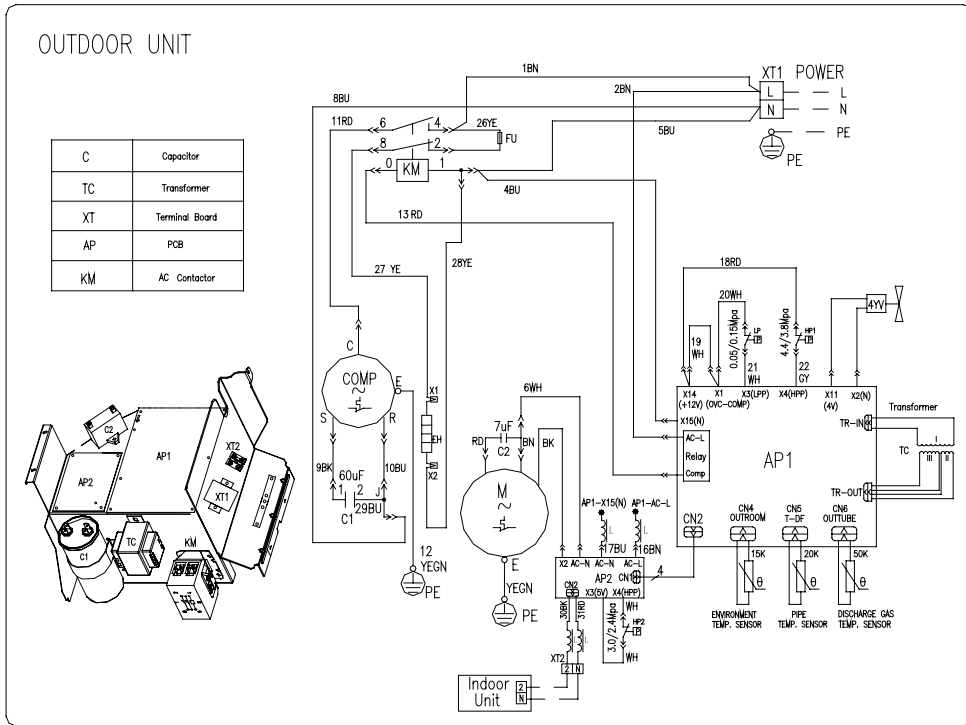 OUTDOOR UNIT
C Capacitor
TC Transformer
XT Terminal Board
AP PCB
KM AC Contactor
XT1 POWER
L L
N N
PE
PE
1BN
2BN
8BU
11RD
6 4 26YE
FU
8 2
5BU
0 KM 1
4BU
13 RD
27 YE
28YE
18RD
20WH
19 WH
0.05/0.15Mpa
LP
P
21 WH
4.4/3.8Mpa
HP1
P
22 GY
4YV
C
COMP
~
E
S R
X1
EH
X2
9BK
60uF
10BU
1 2 J
29BU
C1
12 YEGN
PE
6WH
7uF
RD BN
C2
BK
M
~
E
YEGN
PE
X14 (+12V)
X1 (OVC-COMP)
X3(LPP)
X4(HPP)
X11 (4V)
X2(N)
X15(N)
AC-L
Relay
Comp
AP1
TR-IN
TR-OUT
Transformer
TC
I
III II
CN2
CN4 OUTROOM
CN5 T-DF
CN6 OUTTUBE
15K
20K
50K
θ
θ
θ
ENVIRONMENT TEMP. SENSOR
PIPE TEMP. SENSOR
DISCHARGE GAS TEMP. SENSOR
AP1-X15(N)
AP1-AC-L
L
L
17BU
16BN
X2 AC-N AC-N AC-L
AP2
CN1
4
CN2
X3(5V) X4(HPP)
30BK
31RD
3.0/2.4Mpa
WH
HP2
P
WH
L
L
XT2
2 N
Indoor Unit
2
N
C2
AP2
AP1
XT2
XT1
C1
TC
KM